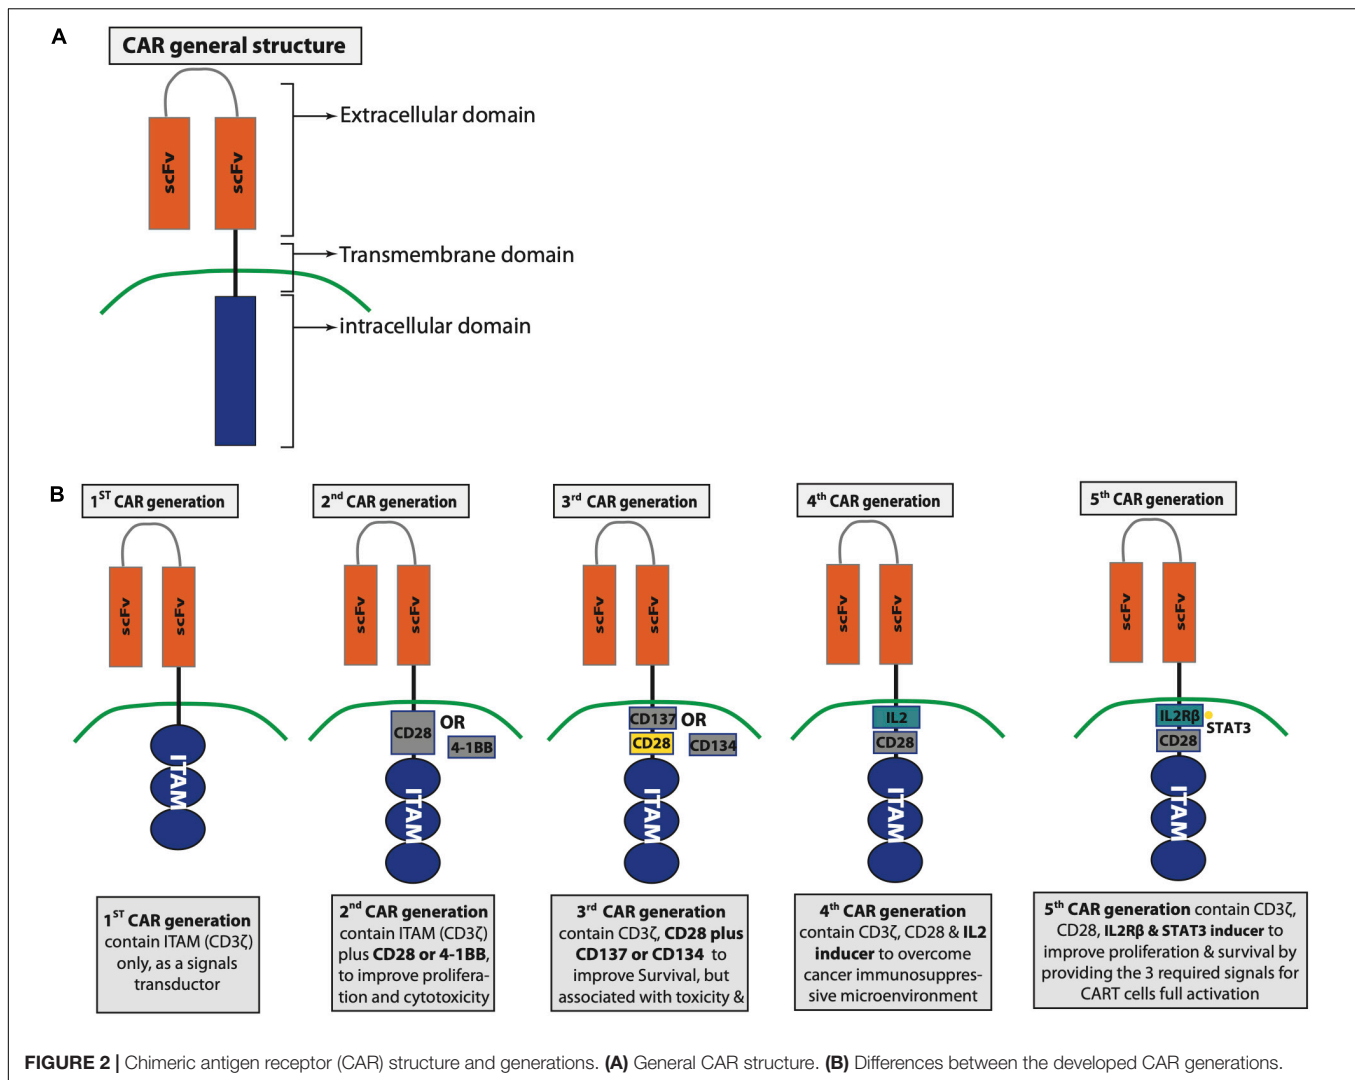 A
CAR general structure
Extracellular domain
scFv
scFv
Transmembrane domain
intracellular domain
B
1ST CAR generation
2nd CAR generation
3rd CAR generation
4th CAR generation
5th CAR generation
scFv
scFv
scFv
scFv
scFv
scFv
scFv
scFv
scFv
scFv
CD28
OR
4-1BB
CD137
OR
CD28
CD134
IL2
CD28
IL2Rβ
STAT3
CD28
ITAM
ITAM
ITAM
ITAM
ITAM
1ST CAR generation
contain ITAM (CD3ζ)
only, as a signals
transductor
2nd CAR generation
contain ITAM (CD3ζ)
plus CD28 or 4-1BB,
to improve prolifera-
tion and cytotoxicity
3rd CAR generation
contain CD3ζ, CD28 plus
CD137 or CD134 to
improve Survival, but
associated with toxicity &
4th CAR generation
contain CD3ζ, CD28 & IL2
inducer to overcome
cancer immunosuppres-
sive microenvironment
5th CAR generation contain CD3ζ,
CD28, IL2Rβ & STAT3 inducer to
improve proliferation & survival by
providing the 3 required signals for
CART cells full activation
FIGURE 2 | Chimeric antigen receptor (CAR) structure and generations. (A) General CAR structure. (B) Differences between the developed CAR generations.